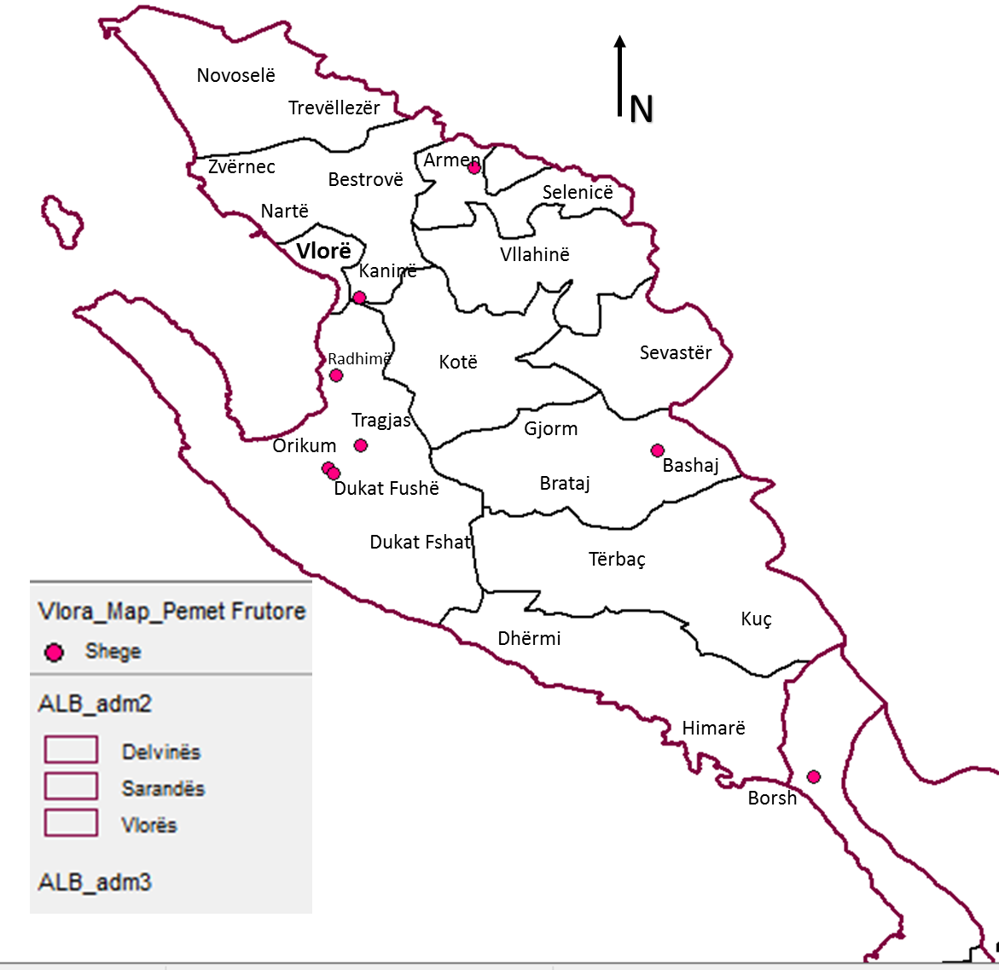 Novoselë
Trevëllezër
N
Zvërnec
Armen
Bestrovë
Selenicë
Nartë
Vlorë
Vllahinë
Kaninë
Radhimë
Kotë
Sevastër
Tragjas
Gjorm
Orikum
Bashaj
Dukat Fushë
Brataj
Dukat Fshat
Tërbaç
Kuç
Dhërmi
Himarë
Borsh
Vlora_Map_Pemet Frutore
Shege
ALB_adm2
Delvinës
Sarandës
Vlorës
ALB_adm3